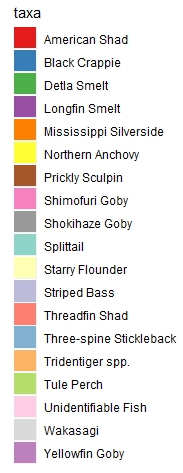 taxa
American Shad
Black Crappie
Detla Smelt
Longfin Smelt
Mississippi Silverside
Northern Anchovy
Prickly Sculpin
Shimofuri Goby
Shokihaze Goby
Splittail
Starry Flounder
Striped Bass
Threadfin Shad
Three-spine Stickleback
Tridentiger spp.
Tule Perch
Unidentifiable Fish
Wakasagi
Yellowfin Goby